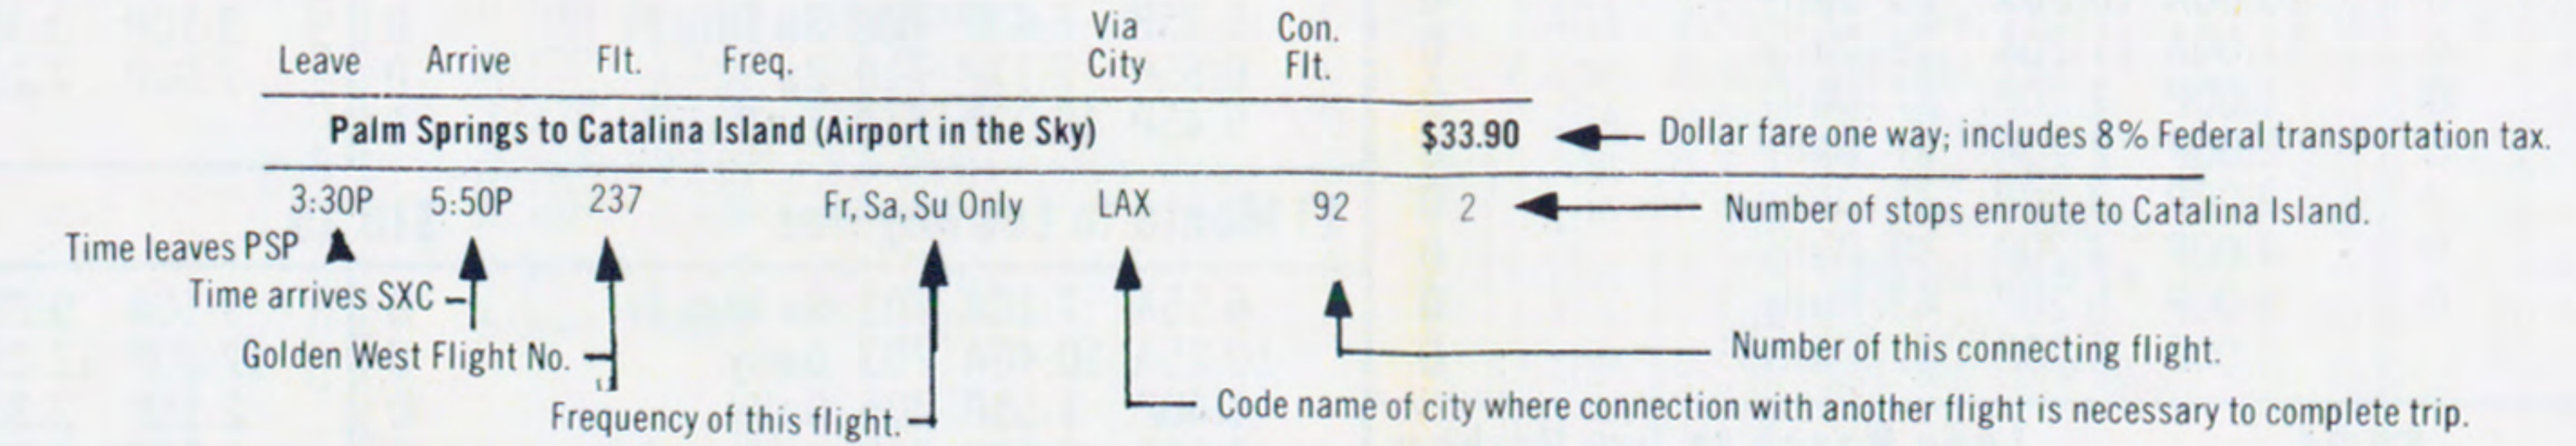 Via Con.
Leave Arrive Flt. Freq. City Flt.
Palm Springs to Catalina Island (Airport in the Sky) $33.90 Dollar fare one way; includes 8% Federal transportation tax.
3:30P 5:50P 237 Fr, Sa, Su Only LAX 92 2 Number of stops enroute to Catalina Island.
Time leaves PSP
Time arrives SXC
Golden West Flight No. Number of this connecting flight.
Frequency of this flight. Code name of city where connection with another flight is necessary to complete trip.